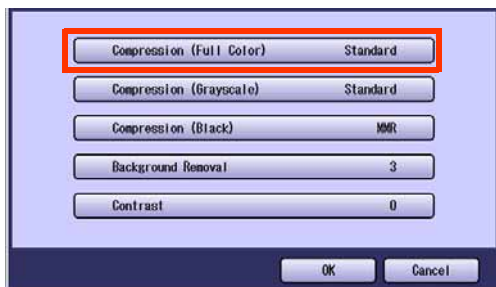 Compression (Full Color) Standard
Compression (Grayscale) Standard
Compression (Black) MMR
Background Removal 3
Contrast 0
OK Cancel